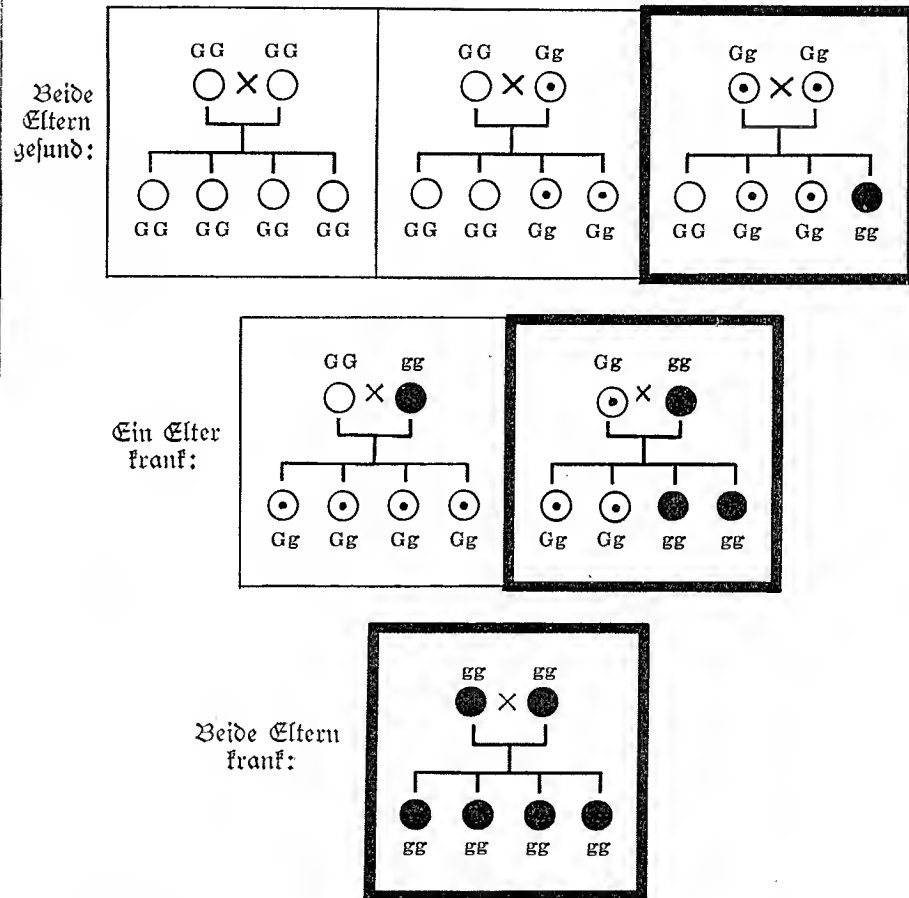 GG GG
GG Gg
Gg Gg
Beide
Eltern
gesund:
GG GG GG GG
GG GG Gg Gg
GG Gg Gg gg
GG gg
Gg gg
Ein Elter
krank:
Gg Gg Gg Gg
Gg Gg gg gg
gg gg
Beide Eltern
krank:
gg gg gg gg